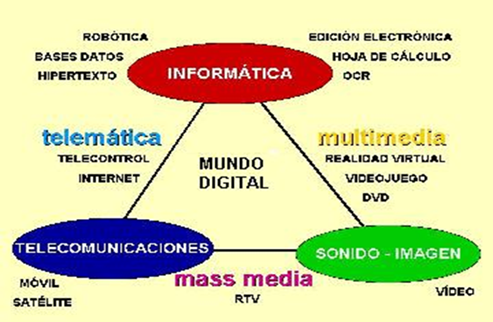 ROBÓTICA
EDICIÓN ELECTRÓNICA
BASES DATOS
HOJA DE CÁLCULO
HIPERTEXTO
INFORMÁTICA
OCR
telemática
multimedia
TELECONTROL
REALIDAD VIRTUAL
INTERNET
MUNDO
DIGITAL
VIDEOJUEGO
DVD
TELECOMUNICACIONES
SONIDO - IMAGEN
mass media
MÓVIL
SATÉLITE
RTV
VÍDEO